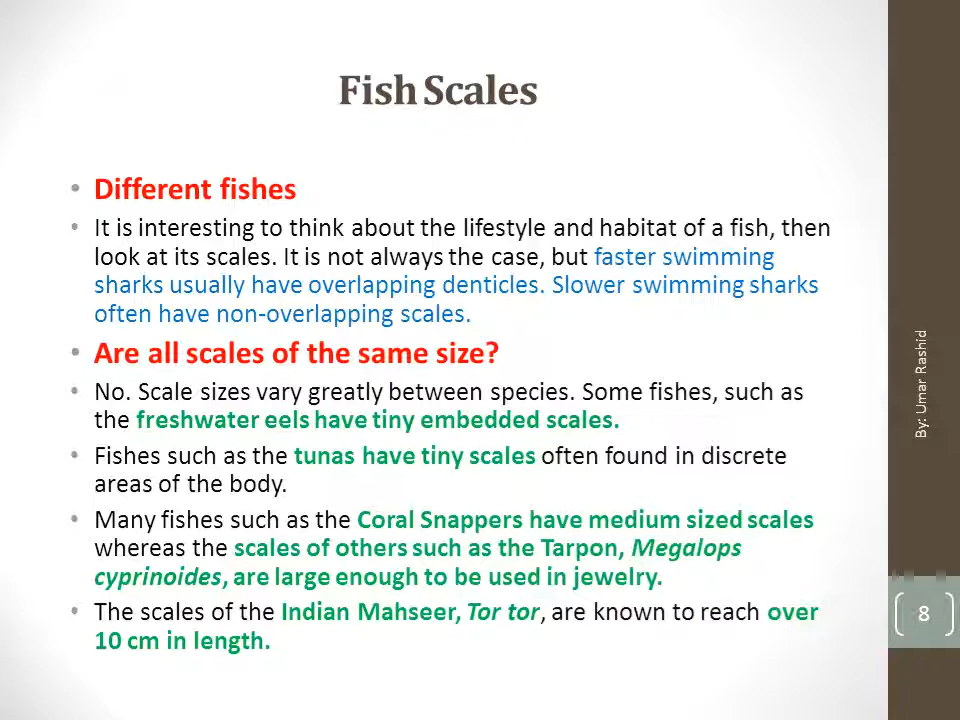 Fish Scales
• Different fishes
• It is interesting to think about the lifestyle and habitat of a fish, then
look at its scales. It is not always the case, but faster swimming
sharks usually have overlapping denticles. Slower swimming sharks
often have non-overlapping scales.
• Are all scales of the same size?
• No. Scale sizes vary greatly between species. Some fishes, such as
the freshwater eels have tiny embedded scales.
• Fishes such as the tunas have tiny scales often found in discrete
areas of the body.
• Many fishes such as the Coral Snappers have medium sized scales
whereas the scales of others such as the Tarpon, Megalops
cyprinoides, are large enough to be used in jewelry.
• The scales of the Indian Mahseer, Tor tor, are known to reach over
10 cm in length.
By: Umar Rashid
8